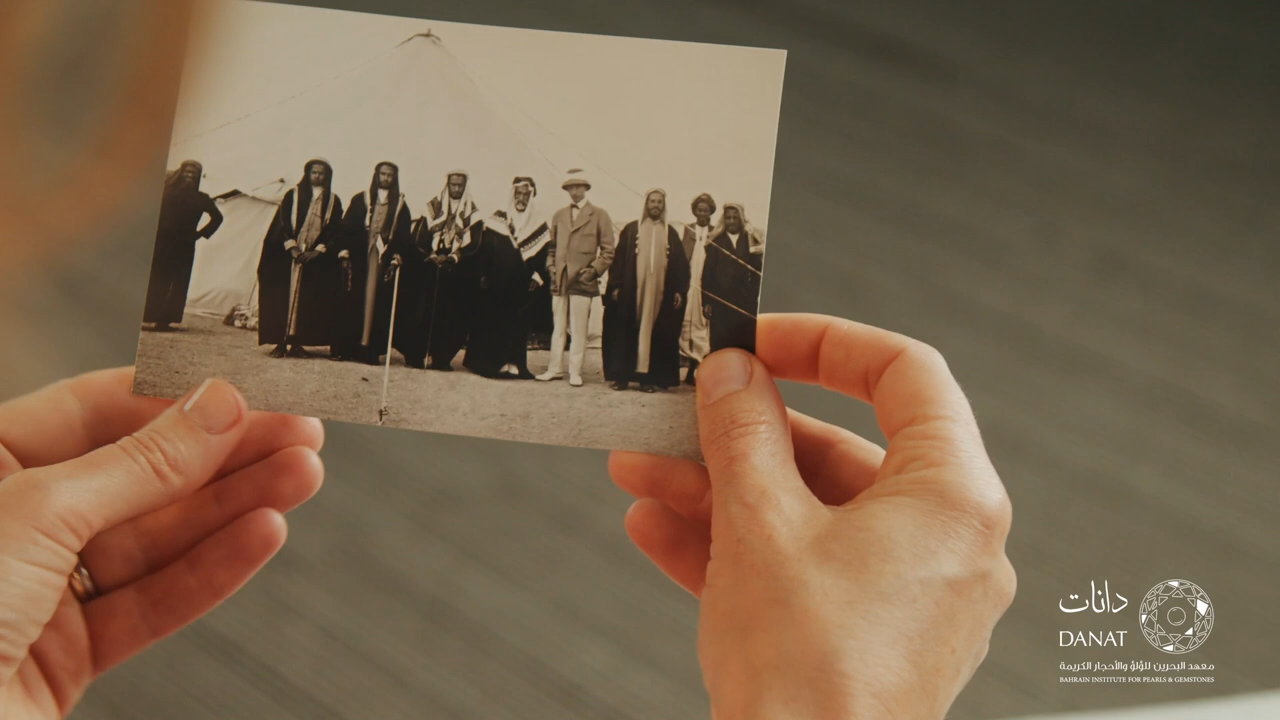 دانات
DANAT
معهد البحرين للؤلؤ والأحجار الكريمة
BAHRAIN INSTITUTE FOR PEARLS & GEMSTONES